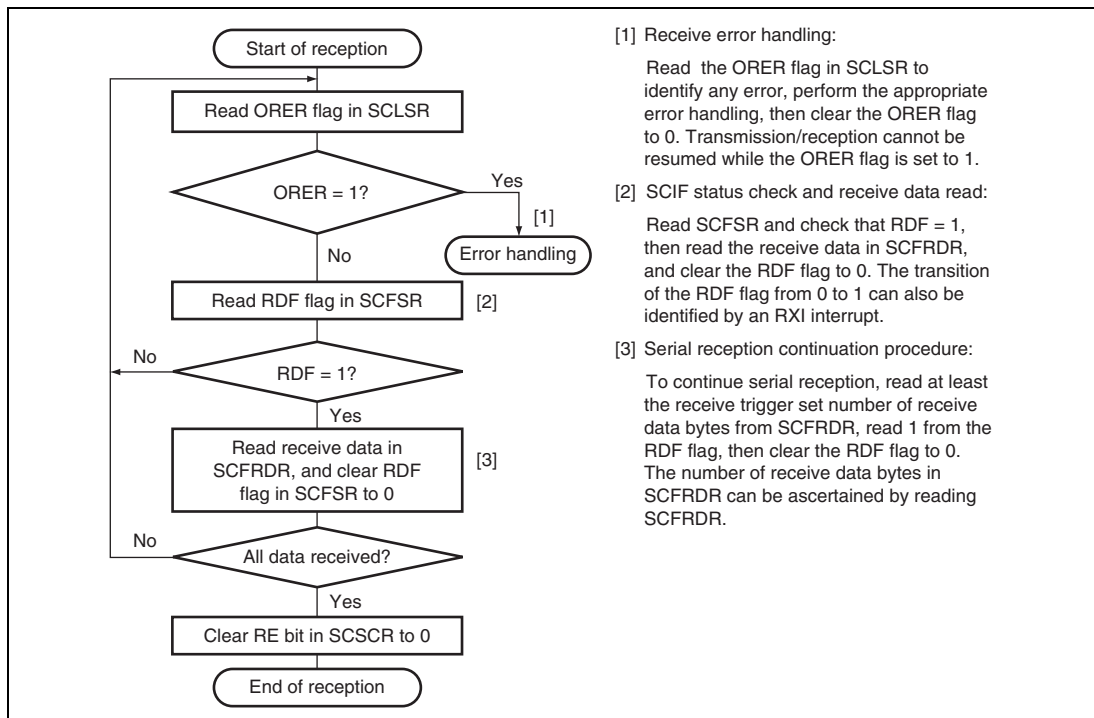 Start of reception
Read ORER flag in SCLSR
ORER = 1?
Yes
[1]
Error handling
No
Read RDF flag in SCFSR
[2]
No
RDF = 1?
Yes
Read receive data in
SCFRDR, and clear RDF
flag in SCFSR to 0
[3]
No
All data received?
Yes
Clear RE bit in SCSCR to 0
End of reception
[1] Receive error handling:
Read the ORER flag in SCLSR to
identify any error, perform the appropriate
error handling, then clear the ORER flag
to 0. Transmission/reception cannot be
resumed while the ORER flag is set to 1.
[2] SCIF status check and receive data read:
Read SCFSR and check that RDF = 1,
then read the receive data in SCFRDR,
and clear the RDF flag to 0. The transition
of the RDF flag from 0 to 1 can also be
identified by an RXI interrupt.
[3] Serial reception continuation procedure:
To continue serial reception, read at least
the receive trigger set number of receive
data bytes from SCFRDR, read 1 from the
RDF flag, then clear the RDF flag to 0.
The number of receive data bytes in
SCFRDR can be ascertained by reading
SCFRDR.